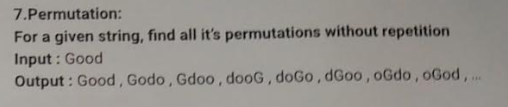 7.Permutation:
For a given string, find all it's permutations without repetition
Input : Good
Output : Good , Godo , Gdoo , dooG , doGo , dGoo , oGdo , oGod , ...